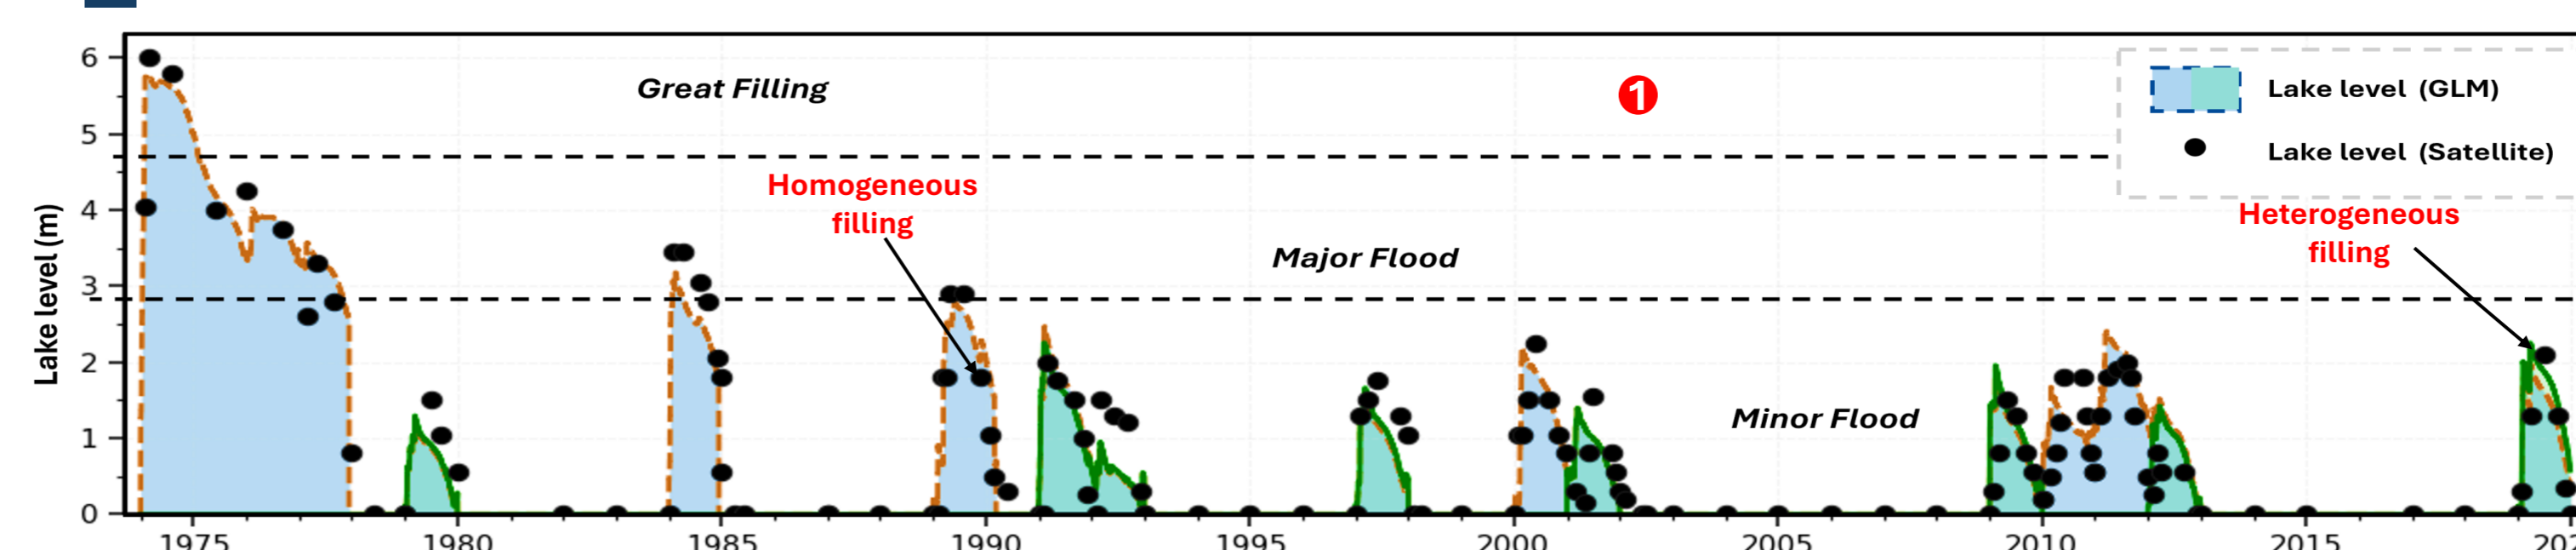 6
Great Filling
1
Lake level (GLM)
5
Lake level (Satellite)
Homogeneous
filling
4
Heterogeneous
filling
Lake level (m)
Major Flood
3
2
Minor Flood
1
0
1975
1980
1985
1990
1995
2000
2005
2010
2015